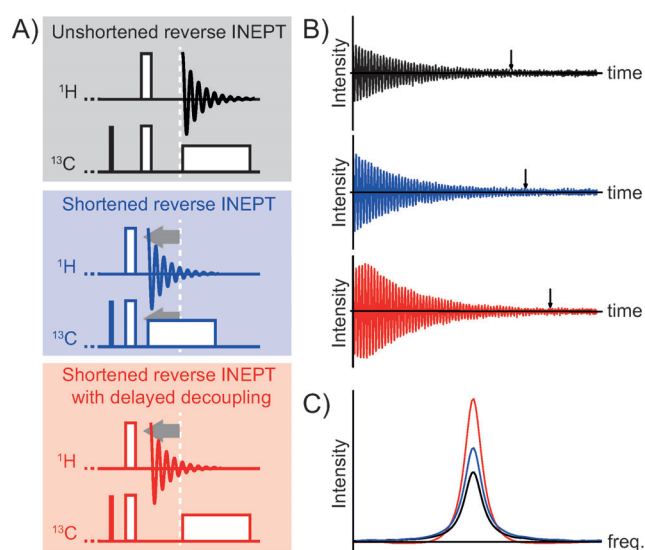 A)
Unshortened reverse INEPT
¹H
¹³C
Shortened reverse INEPT
¹H
¹³C
Shortened reverse INEPT
with delayed decoupling
¹H
¹³C
B)
Intensity
time
Intensity
time
Intensity
time
C)
Intensity
freq.